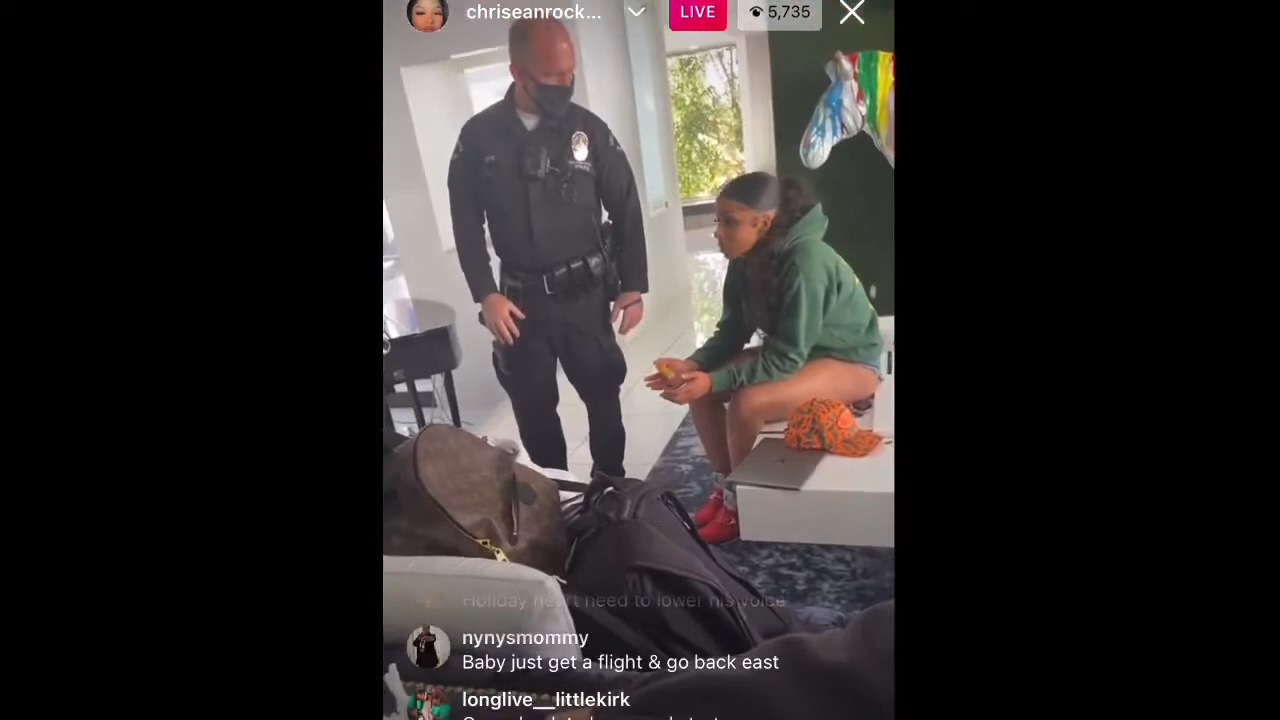 chriseanrock...
LIVE
5,735
Holiday heart need to lower his voice
nynysmommy
Baby just get a flight & go back east
longlive__littlekirk